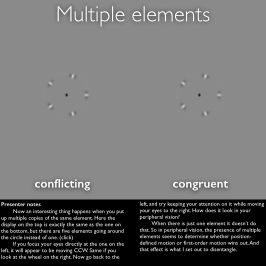 Multiple elements
conflicting
congruent
Presenter notes
Now an interesting thing happens when you put
up multiple copies of the same element. Here the
display on the top is exactly the same as the one on
the bottom, but there are five elements going around
the circle instead of one. (click)
If you focus your eyes directly at the one on the
left, it will appear to be moving CCW. Same if you
look at the wheel on the right. Now go back to the
left, and try keeping your attention on it while moving
your eyes to the right. How does it look in your
peripheral vision?
When there is just one element it doesn't do
that. So in peripheral vision, the presence of multiple
elements seems to determine whether position-
defined motion or first-order motion wins out. And
that effect is what I set out to disentangle.